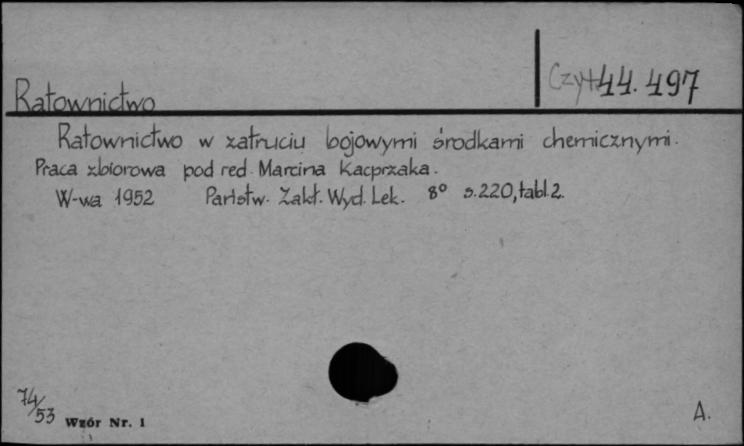 Czyt. 44.497
Ratownictwo
Ratownictwo w zatruciu bojowymi środkami chemicznymi.
Praca zbiorowa pod red. Marcina Kacprzaka.
W-wa 1952 Państw. Zakł. Wyd. Lek. 8° s.220, tabl.2.
74/53 Wzór Nr. 1 A.